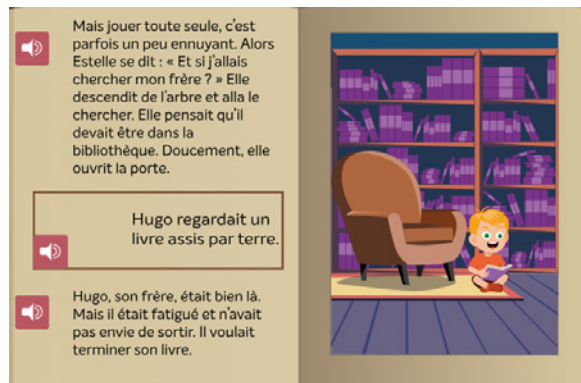 Mais jouer toute seule, c'est
parfois un peu ennuyant. Alors
Estelle se dit : « Et si j'allais
chercher mon frère ? » Elle
descendit de l'arbre et alla le
chercher. Elle pensait qu'il
devait être dans la
bibliothèque. Doucement, elle
ouvrit la porte.
Hugo regardait un
livre assis par terre.
Hugo, son frère, était bien là.
Mais il était fatigué et n'avait
pas envie de sortir. Il voulait
terminer son livre.